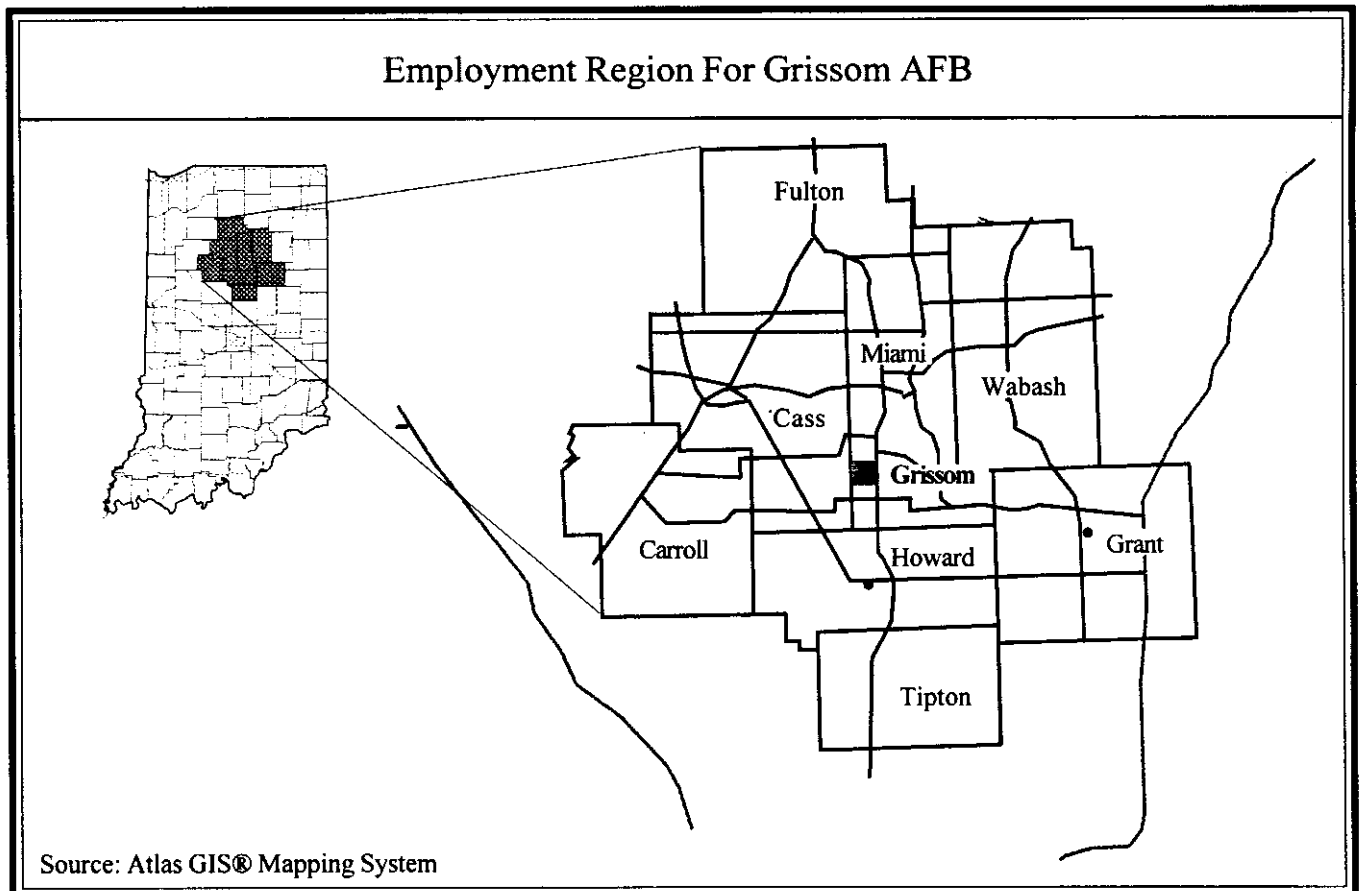 Employment Region For Grissom AFB
Fulton
Miami
Wabash
Cass
Grissom
Carroll
Howard
Grant
Tipton
Source: Atlas GIS® Mapping System